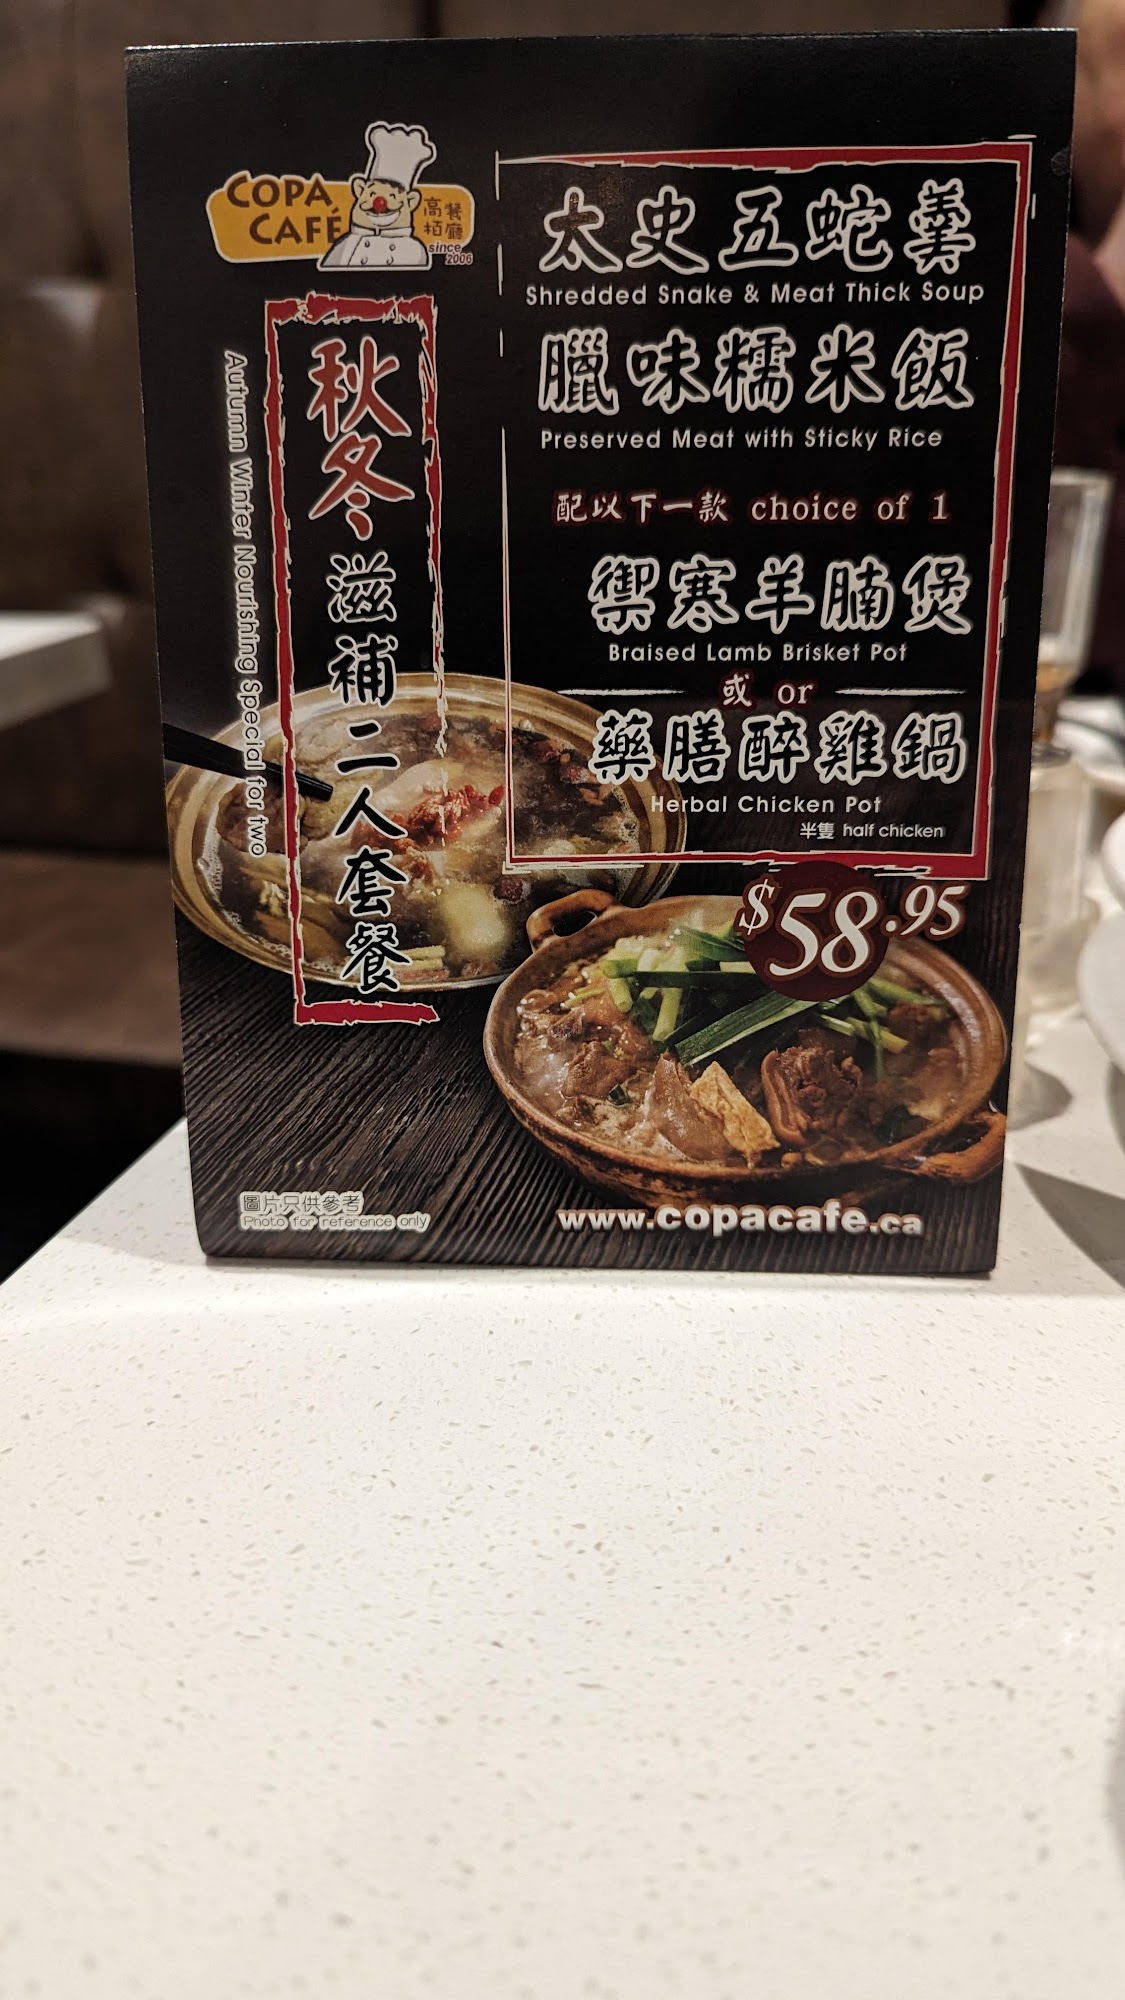 COPA
CAFÉ
高餐
栢廳
since
2006
秋冬滋補二人套餐
Autumn Winter Nourishing Special for two
太史五蛇羹
Shredded Snake & Meat Thick Soup
臘味糯米飯
Preserved Meat with Sticky Rice
配以下一款 choice of 1
禦寒羊腩煲
Braised Lamb Brisket Pot
或 or
藥膳醉雞鍋
Herbal Chicken Pot
半隻 half chicken
$58.95
圖片只供參考
Photo for reference only
www.copacafe.ca